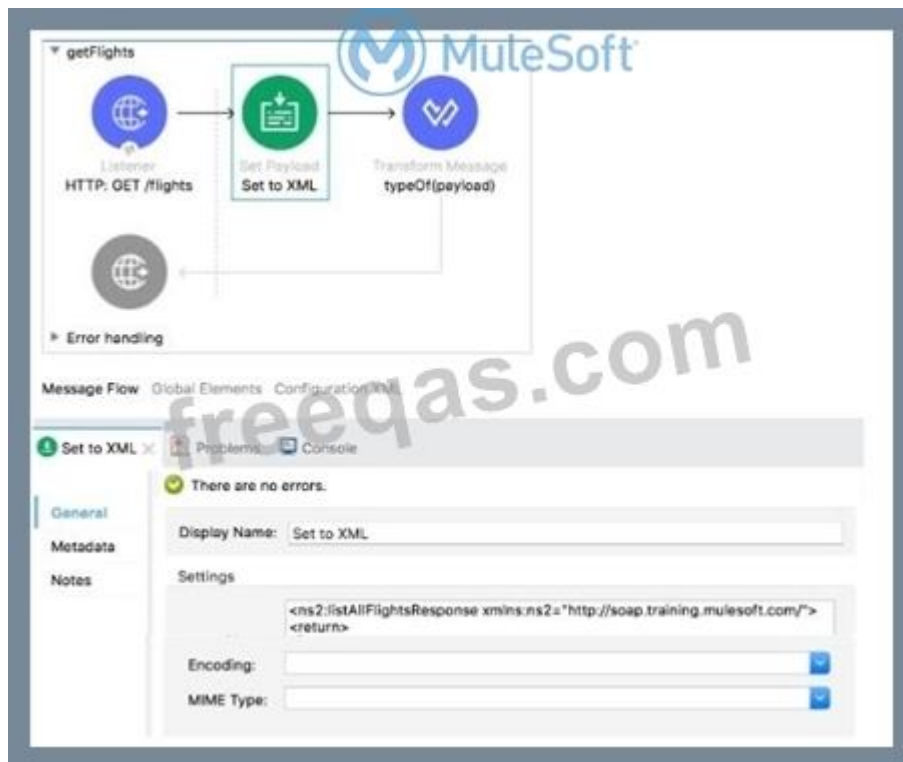 MuleSoft
getFlights
Listener
HTTP: GET /flights
Set Payload
Set to XML
Transform Message
typeOf(payload)
Error handling
Message Flow Global Elements Configuration XML
freeqas.com
Set to XML Problems Console
There are no errors.
General
Metadata
Notes
Display Name: Set to XML
Settings
<ns2:listAllFlightsResponse xmlns:ns2="http://soap.training.mulesoft.com/">
<return>
Encoding:
MIME Type: